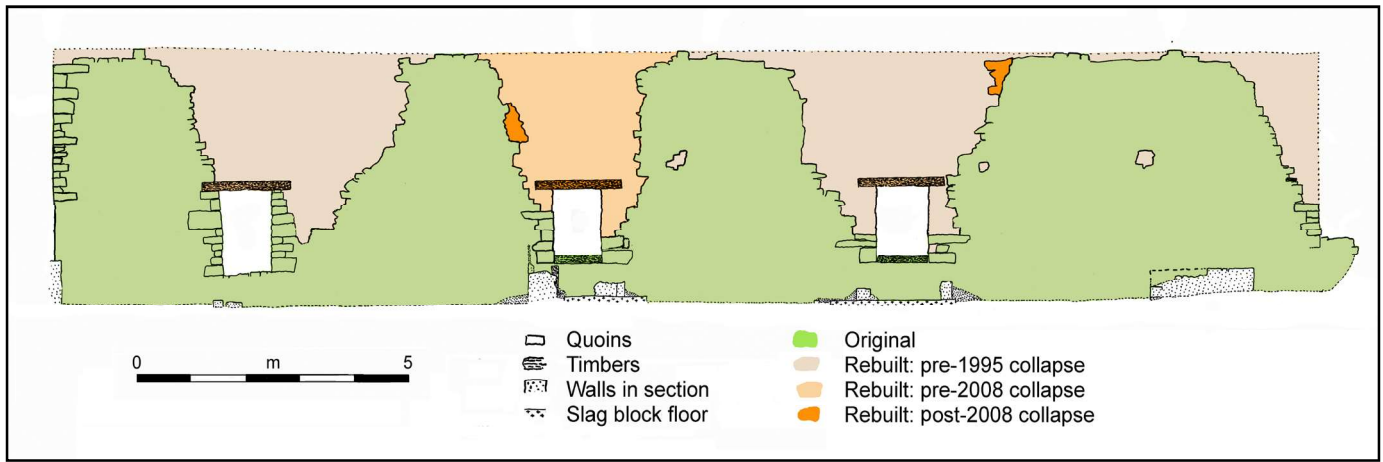 0 m 5
Quoins
Timbers
Walls in section
Slag block floor
Original
Rebuilt: pre-1995 collapse
Rebuilt: pre-2008 collapse
Rebuilt: post-2008 collapse